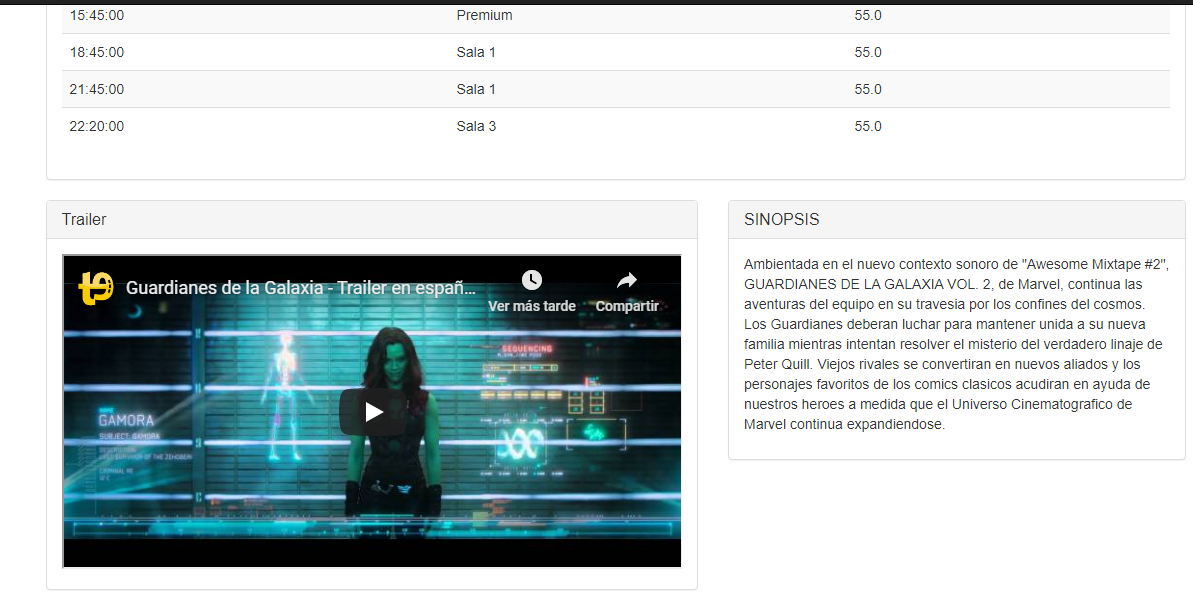 15:45:00 Premium 55.0
18:45:00 Sala 1 55.0
21:45:00 Sala 1 55.0
22:20:00 Sala 3 55.0
Trailer
Guardianes de la Galaxia - Trailer en españ...
Ver más tarde Compartir
SEQUENCING
GAMORA
SUBJECT: GAMORA
SINOPSIS
Ambientada en el nuevo contexto sonoro de "Awesome Mixtape #2",
GUARDIANES DE LA GALAXIA VOL. 2, de Marvel, continua las
aventuras del equipo en su travesia por los confines del cosmos.
Los Guardianes deberan luchar para mantener unida a su nueva
familia mientras intentan resolver el misterio del verdadero linaje de
Peter Quill. Viejos rivales se convertiran en nuevos aliados y los
personajes favoritos de los comics clasicos acudiran en ayuda de
nuestros heroes a medida que el Universo Cinematografico de
Marvel continua expandiendose.